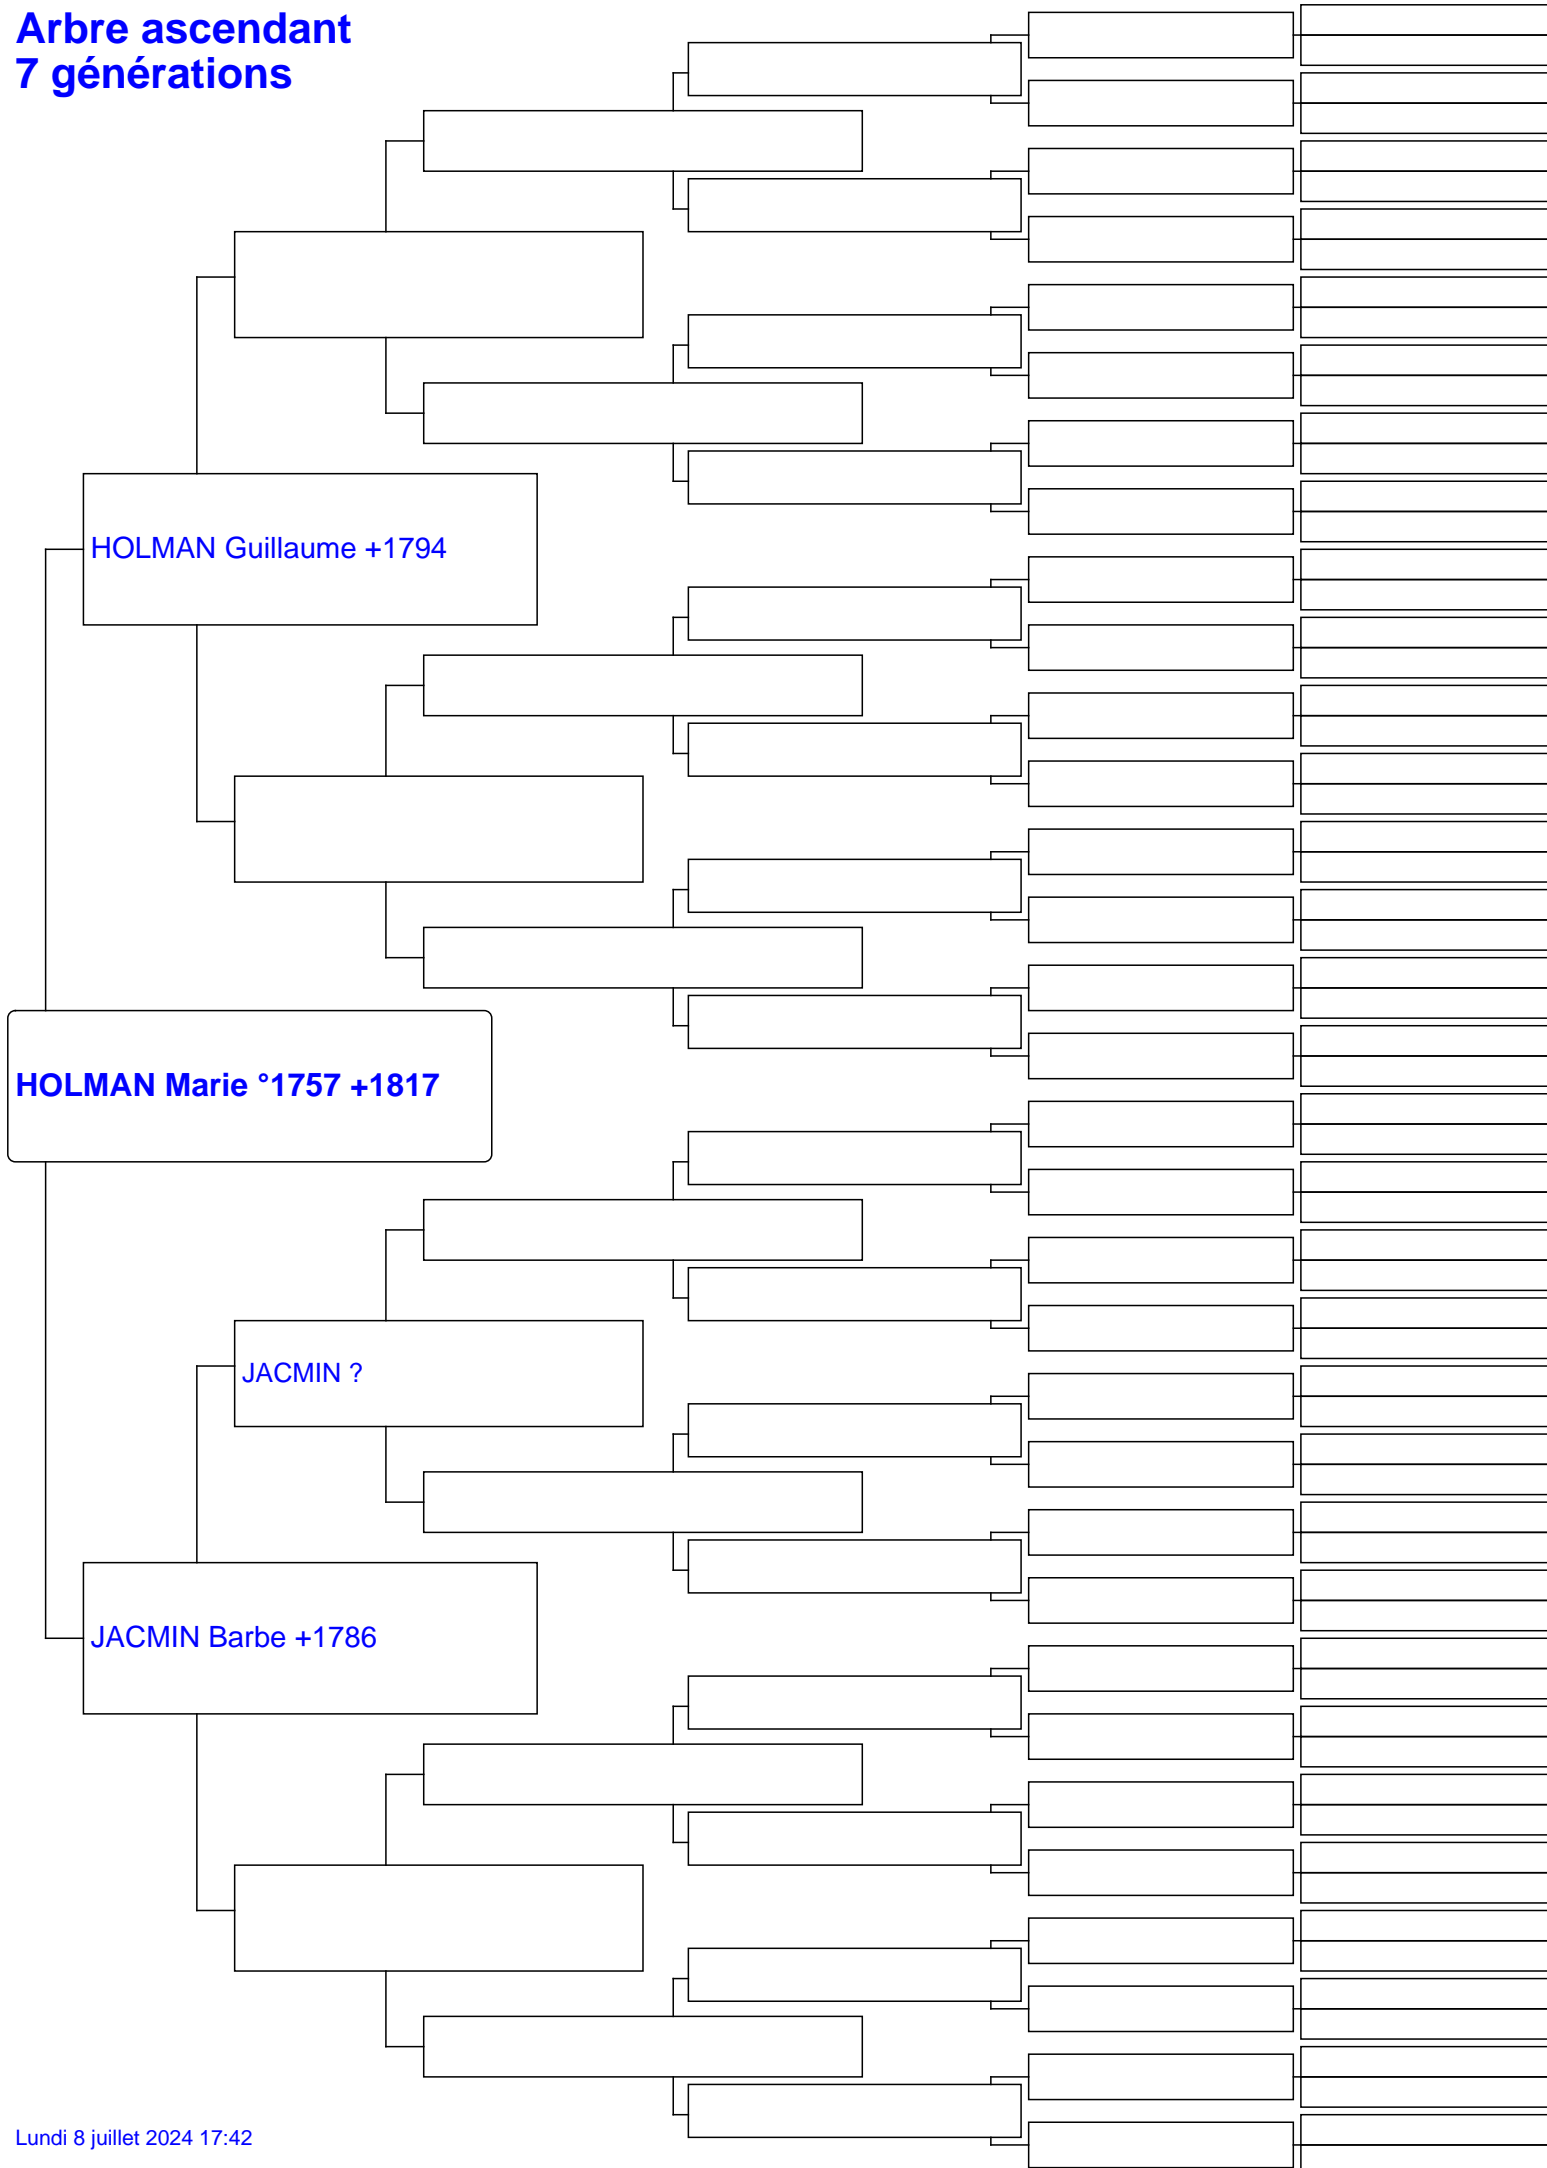 Arbre ascendant
7 générations
HOLMAN Guillaume +1794
HOLMAN Marie °1757 +1817
JACMIN ?
JACMIN Barbe +1786
Lundi 8 juillet 2024 17:42